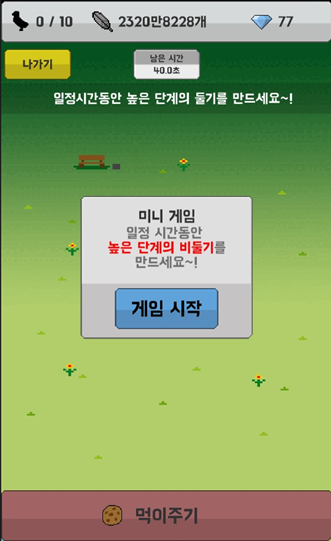 0 / 10 2320만8228개 77
나가기
남은 시간
40.0초
일정시간동안 높은 단계의 둘기를 만드세요~!
미니 게임
일정 시간동안
높은 단계의 비둘기를
만드세요~!
게임 시작
먹이주기